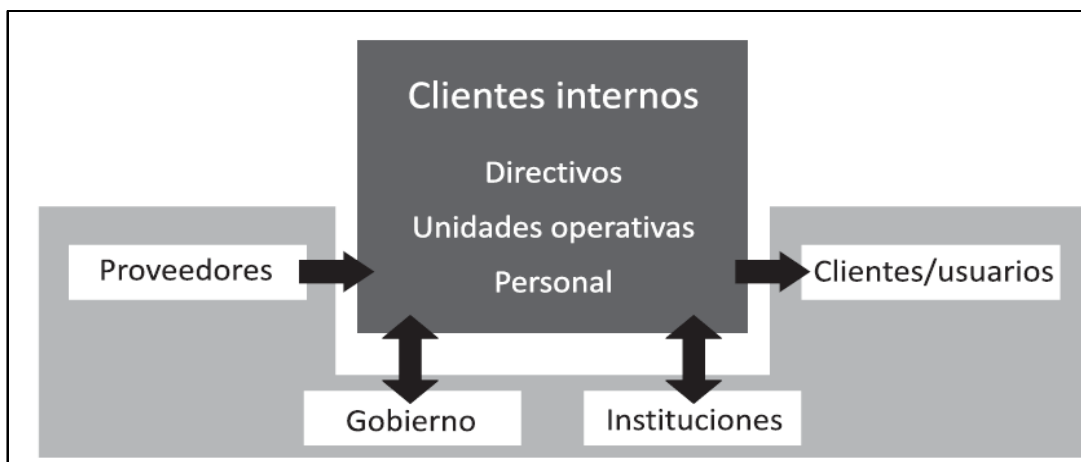 Clientes internos
Directivos
Unidades operativas
Personal
Proveedores
Clientes/usuarios
Gobierno
Instituciones